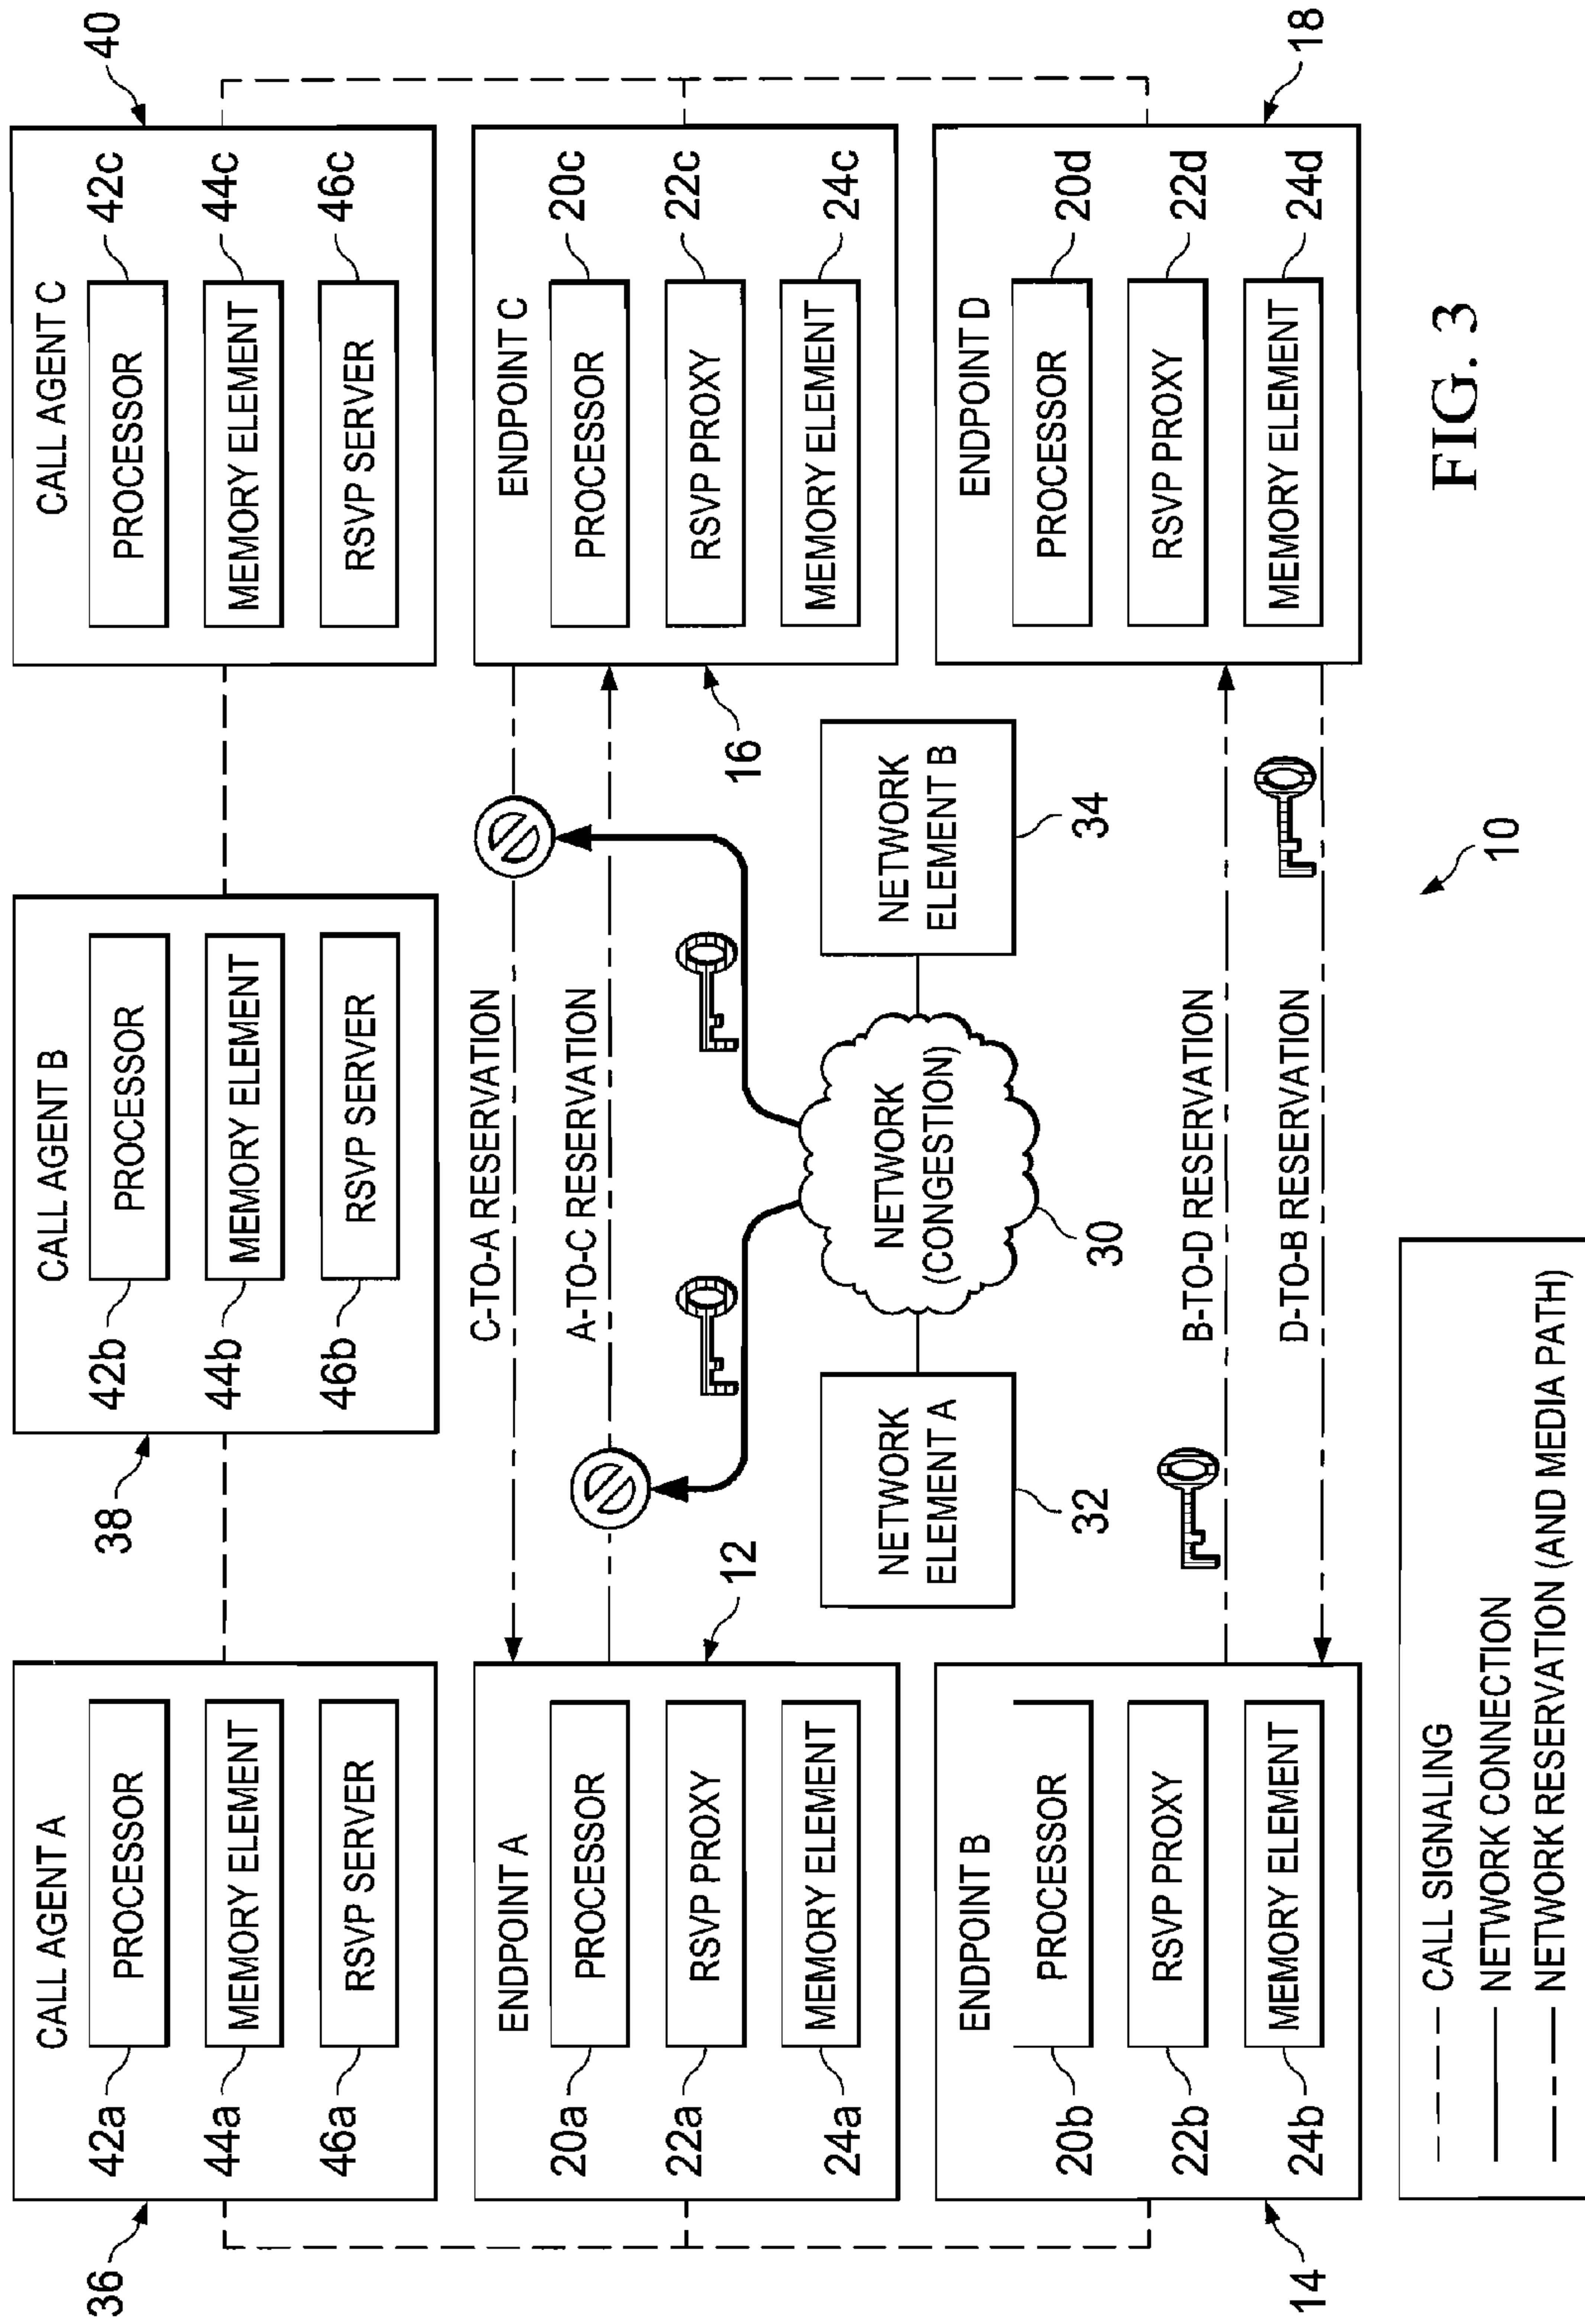 36
CALL AGENT A
42a
PROCESSOR
44a
MEMORY ELEMENT
46a
RSVP SERVER
38
CALL AGENT B
42b
PROCESSOR
44b
MEMORY ELEMENT
46b
RSVP SERVER
40
CALL AGENT C
PROCESSOR
42c
MEMORY ELEMENT
44c
RSVP SERVER
46c
ENDPOINT A
12
20a
PROCESSOR
22a
RSVP PROXY
24a
MEMORY ELEMENT
C-TO-A RESERVATION
A-TO-C RESERVATION
ENDPOINT C
16
PROCESSOR
20c
RSVP PROXY
22c
MEMORY ELEMENT
24c
NETWORK
ELEMENT A
32
NETWORK
(CONGESTION)
30
NETWORK
ELEMENT B
34
ENDPOINT B
14
20b
PROCESSOR
22b
RSVP PROXY
24b
MEMORY ELEMENT
B-TO-D RESERVATION
D-TO-B RESERVATION
ENDPOINT D
18
PROCESSOR
20d
RSVP PROXY
22d
MEMORY ELEMENT
24d
CALL SIGNALING
NETWORK CONNECTION
NETWORK RESERVATION (AND MEDIA PATH)
10
FIG. 3